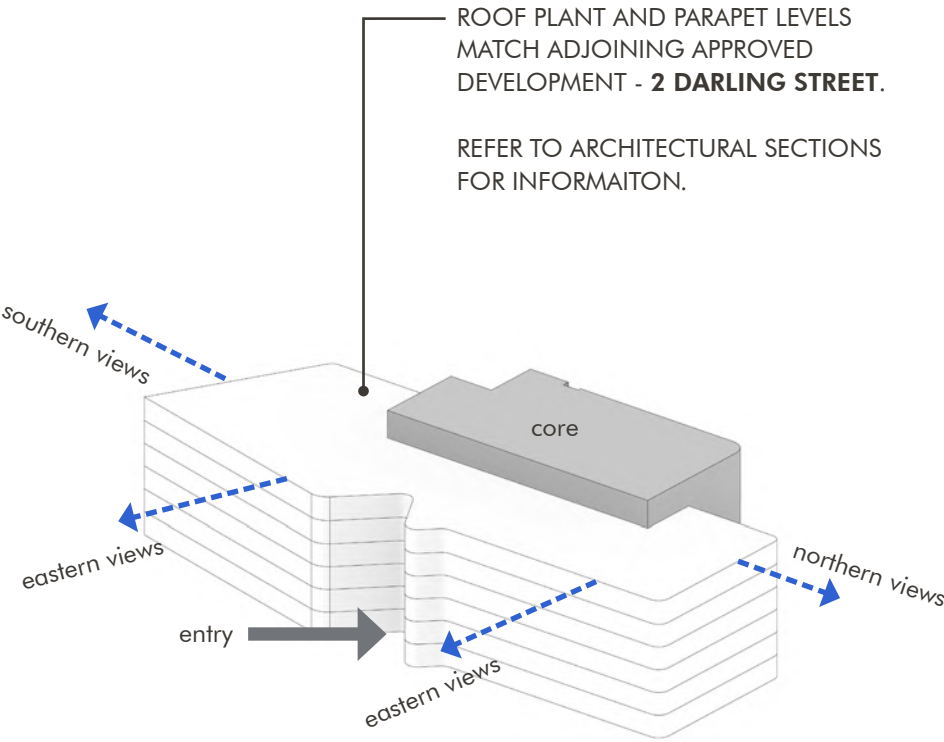 ROOF PLANT AND PARAPET LEVELS
MATCH ADJOINING APPROVED
DEVELOPMENT - 2 DARLING STREET.
REFER TO ARCHITECTURAL SECTIONS
FOR INFORMAITON.
southern views
core
eastern views
northern views
entry
eastern views